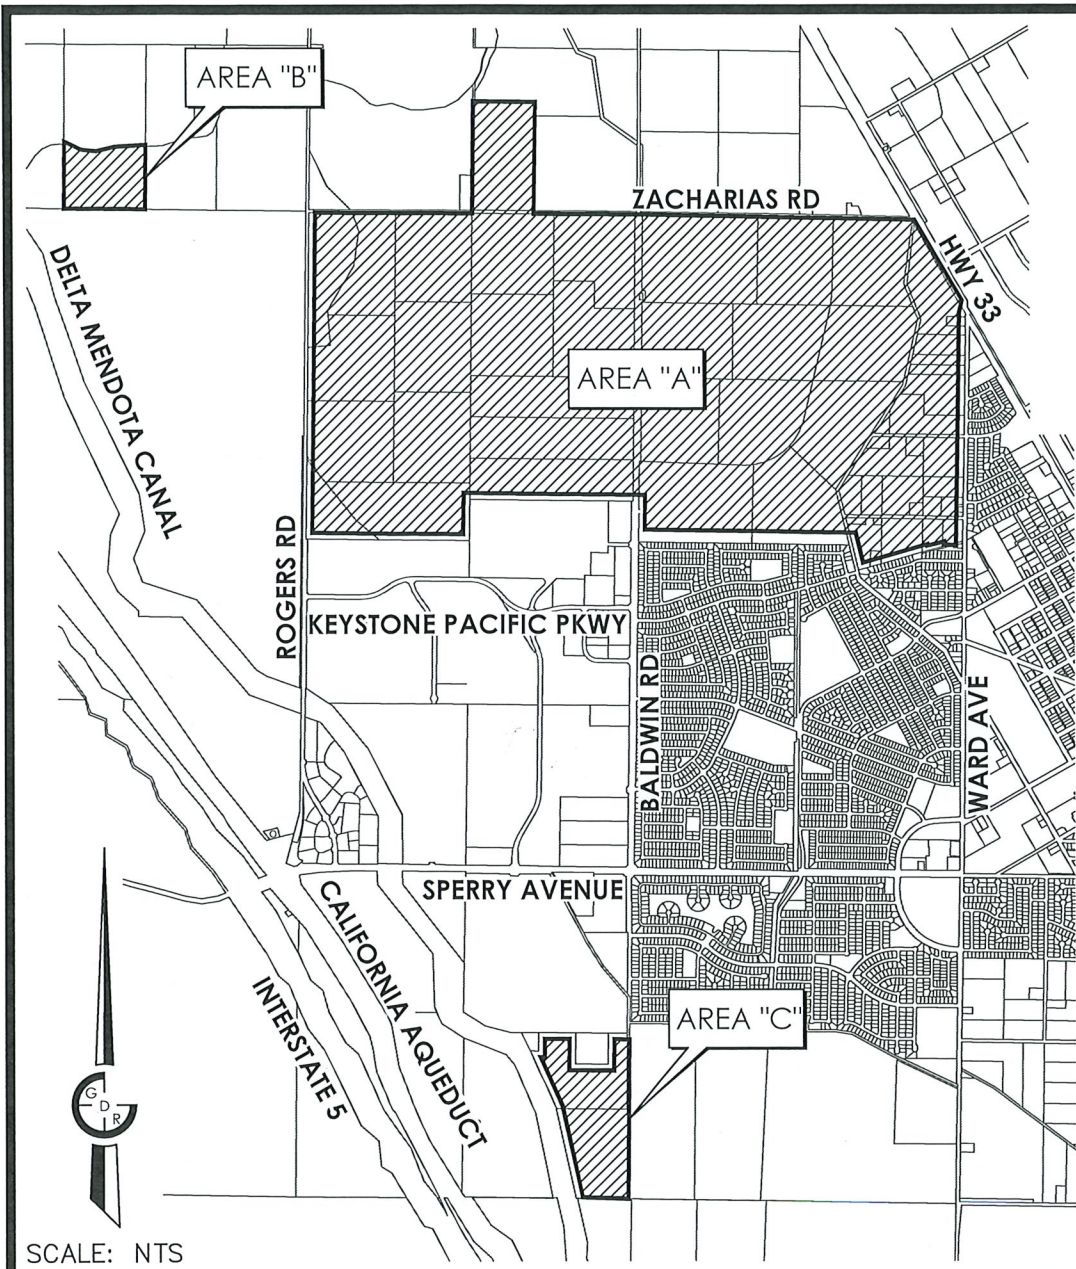 AREA "B"
ZACHARIAS RD
HWY 33
DELTA MENDOTA CANAL
AREA "A"
ROGERS RD
KEYSTONE PACIFIC PKWY
BALDWIN RD
WARD AVE
SPERRY AVENUE
CALIFORNIA AQUEDUCT
INTERSTATE 5
AREA "C"
G
D
R
SCALE: NTS